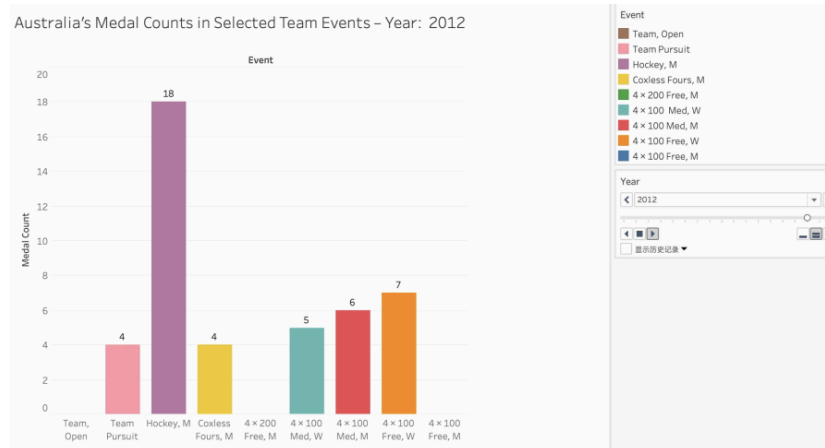 Australia's Medal Counts in Selected Team Events – Year: 2012
Event
20
18
16
14
12
10
8
6
4
2
0
Medal Count
4
18
4
5
6
7
Team, Open
Team Pursuit
Hockey, M
Coxless Fours, M
4 × 200 Free, M
4 × 100 Med, W
4 × 100 Med, M
4 × 100 Free, W
4 × 100 Free, M
Event
Team, Open
Team Pursuit
Hockey, M
Coxless Fours, M
4 × 200 Free, M
4 × 100 Med, W
4 × 100 Med, M
4 × 100 Free, W
4 × 100 Free, M
Year
2012
显示历史记录